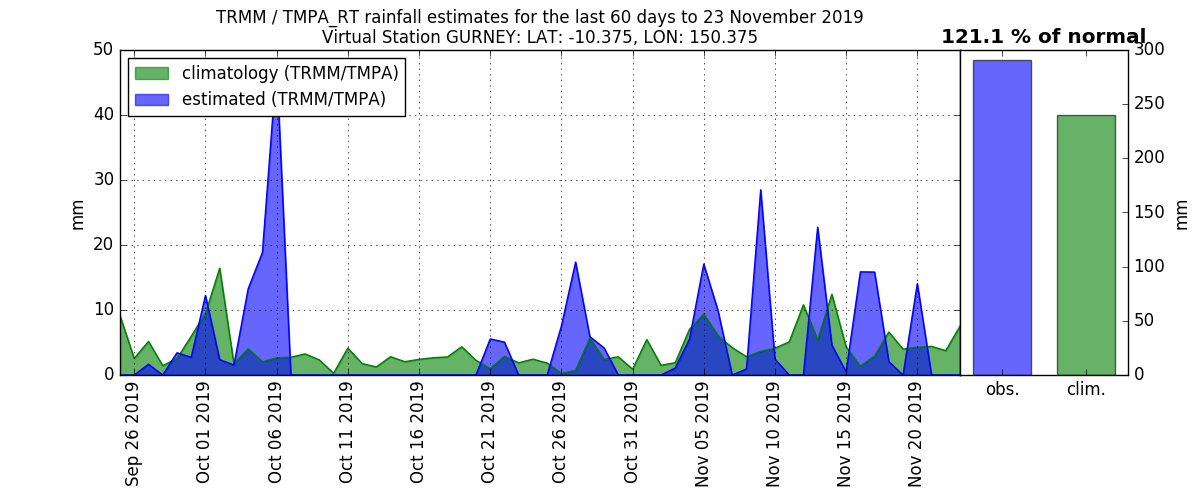 TRMM / TMPA_RT rainfall estimates for the last 60 days to 23 November 2019
Virtual Station GURNEY: LAT: -10.375, LON: 150.375
121.1 % of normal
climatology (TRMM/TMPA)
estimated (TRMM/TMPA)
mm
50
40
30
20
10
0
Sep 26 2019
Oct 01 2019
Oct 06 2019
Oct 11 2019
Oct 16 2019
Oct 21 2019
Oct 26 2019
Oct 31 2019
Nov 05 2019
Nov 10 2019
Nov 15 2019
Nov 20 2019
obs.
clim.
300
250
200
150
100
50
0
mm